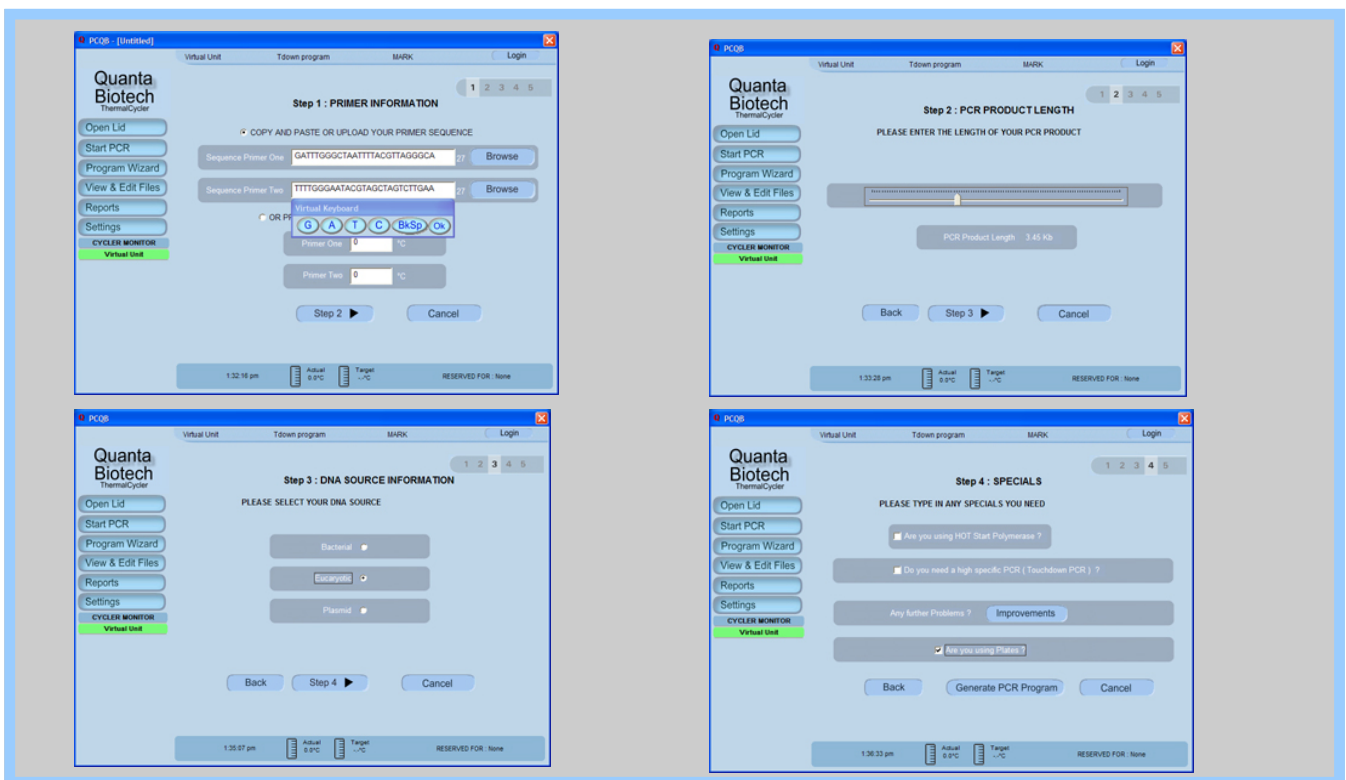 PCQB - [Untitled]
Virtual Unit Tdown program MARK Login
Quanta
Biotech
ThermalCycler
1 2 3 4 5
Step 1 : PRIMER INFORMATION
Open Lid
Start PCR
Program Wizard
View & Edit Files
Reports
Settings
CYCLER MONITOR
Virtual Unit
COPY AND PASTE OR UPLOAD YOUR PRIMER SEQUENCE
Sequence Primer One GATTTGGGCTAATTTTACGTTAGGGCA 27 Browse
Sequence Primer Two TTTTGGGAATACGTAGCTAGTCTTGAA 27 Browse
Virtual Keyboard
OR PR
G A T C BkSp Ok
Primer One 0 °C
Primer Two 0 °C
Step 2 Cancel
1:32:16 pm Actual 0.0°C Target -.-°C RESERVED FOR : None
PCQB
Virtual Unit Tdown program MARK Login
Quanta
Biotech
ThermalCycler
1 2 3 4 5
Step 2 : PCR PRODUCT LENGTH
Open Lid
Start PCR
Program Wizard
View & Edit Files
Reports
Settings
CYCLER MONITOR
Virtual Unit
PLEASE ENTER THE LENGTH OF YOUR PCR PRODUCT
PCR Product Length 3.45 Kb
Back Step 3 Cancel
1:33:26 pm Actual 0.0°C Target -.-°C RESERVED FOR : None
PCQB
Virtual Unit Tdown program MARK Login
Quanta
Biotech
ThermalCycler
1 2 3 4 5
Step 3 : DNA SOURCE INFORMATION
Open Lid
Start PCR
Program Wizard
View & Edit Files
Reports
Settings
CYCLER MONITOR
Virtual Unit
PLEASE SELECT YOUR DNA SOURCE
Bacterial
Eucaryotic
Plasmid
Back Step 4 Cancel
1:35:07 pm Actual 0.0°C Target -.-°C RESERVED FOR : None
PCQB
Virtual Unit Tdown program MARK Login
Quanta
Biotech
ThermalCycler
1 2 3 4 5
Step 4 : SPECIALS
Open Lid
Start PCR
Program Wizard
View & Edit Files
Reports
Settings
CYCLER MONITOR
Virtual Unit
PLEASE TYPE IN ANY SPECIALS YOU NEED
Are you using HOT Start Polymerase ?
Do you need a high specific PCR ( Touchdown PCR ) ?
Any further Problems ? Improvements
Are you using Plates ?
Back Generate PCR Program Cancel
1:36:33 pm Actual 0.0°C Target -.-°C RESERVED FOR : None